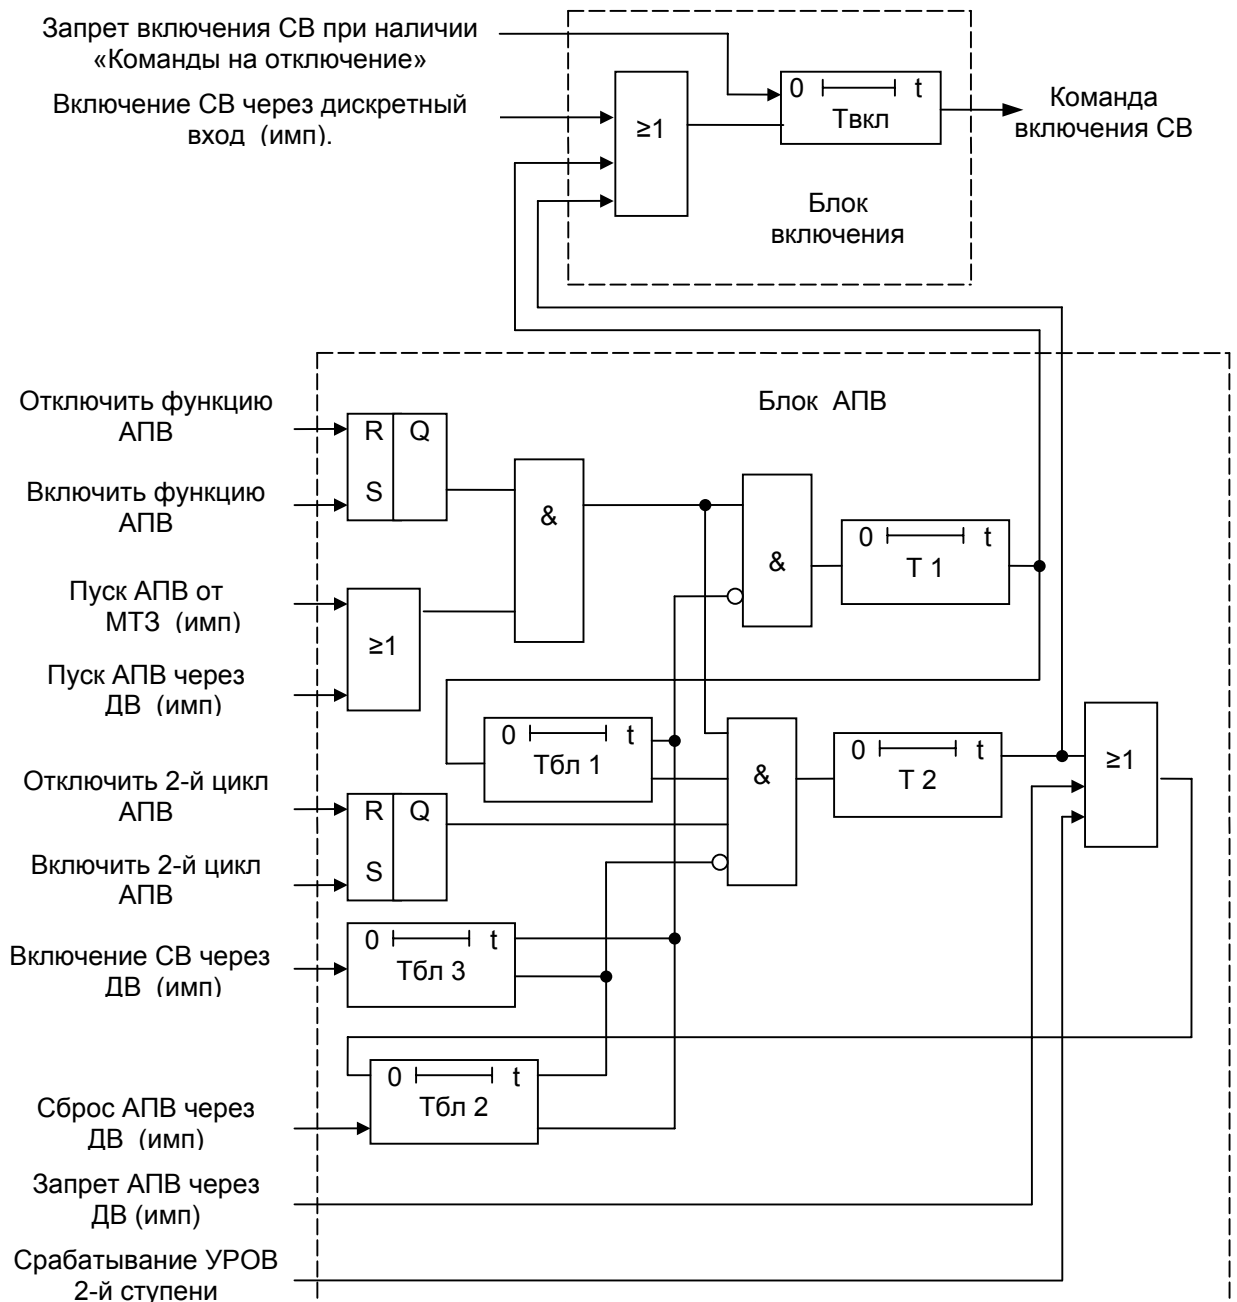 Запрет включения СВ при наличии
«Команды на отключение»
Включение СВ через дискретный
вход (имп).
≥1
0 t
Твкл
Команда
включения СВ
Блок
включения
Блок АПВ
Отключить функцию
АПВ
R Q
S
Включить функцию
АПВ
&
&
0 t
Т 1
Пуск АПВ от
МТЗ (имп)
≥1
Пуск АПВ через
ДВ (имп)
0 t
Тбл 1
&
0 t
Т 2
≥1
Отключить 2-й цикл
АПВ
R Q
S
Включить 2-й цикл
АПВ
Включение СВ через
ДВ (имп)
0 t
Тбл 3
0 t
Тбл 2
Сброс АПВ через
ДВ (имп)
Запрет АПВ через
ДВ (имп)
Срабатывание УРОВ
2-й ступени